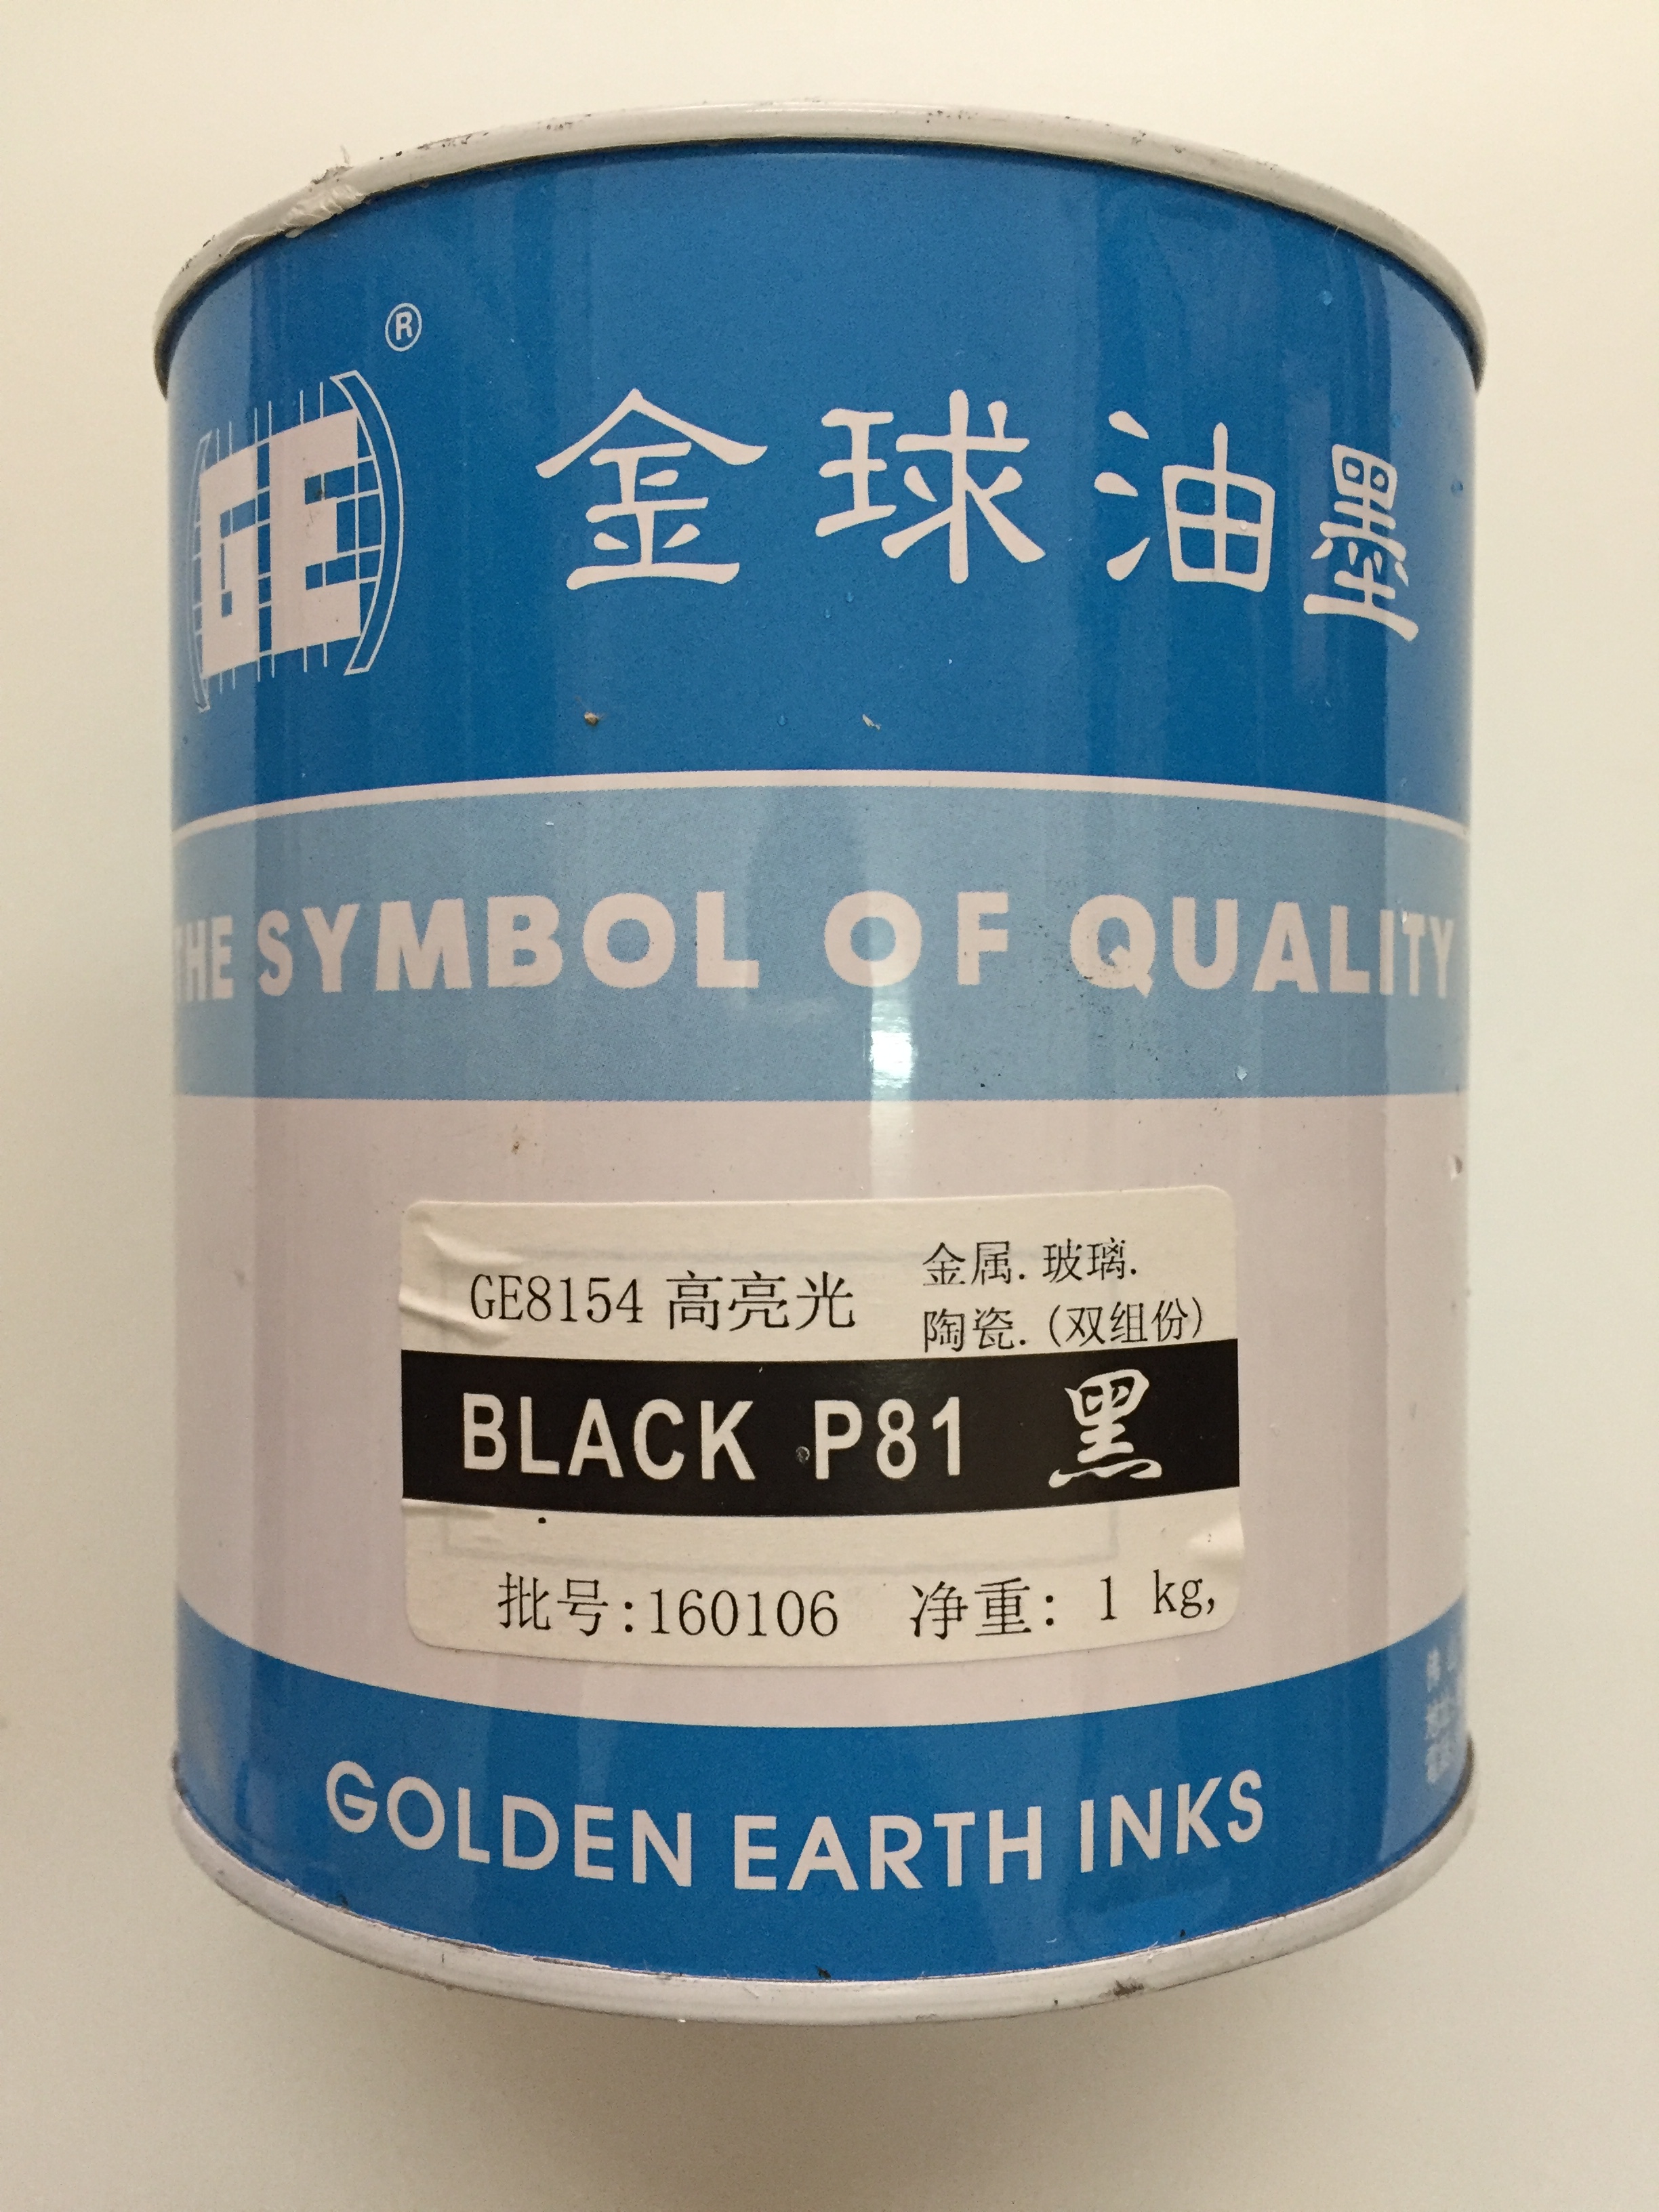 ®
GE
金球油墨
THE SYMBOL OF QUALITY
GE8154 高亮光
金属. 玻璃.
陶瓷. (双组份)
BLACK P81 黑
批号:160106 净重: 1 kg,
GOLDEN EARTH INKS